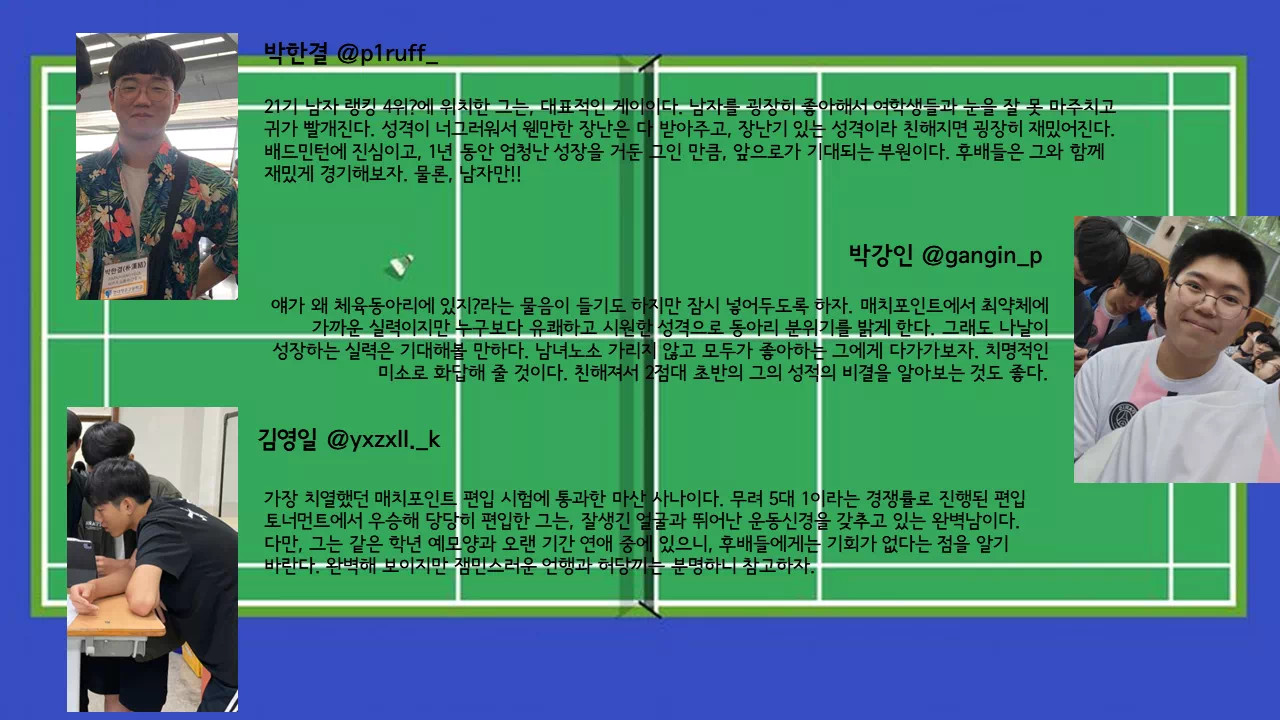 박한결 @p1ruff_
21기 남자 랭킹 4위?에 위치한 그는, 대표적인 게이이다. 남자를 굉장히 좋아해서 여학생들과 눈을 잘 못 마주치고
귀가 빨개진다. 성격이 너그러워서 웬만한 장난은 다 받아주고, 장난기 있는 성격이라 친해지면 굉장히 재밌어진다.
배드민턴에 진심이고, 1년 동안 엄청난 성장을 거둔 그인 만큼, 앞으로가 기대되는 부원이다. 후배들은 그와 함께
재밌게 경기해보자. 물론, 남자만!!
박한결(朴漢結)
박강인 @gangin_p
얘가 왜 체육동아리에 있지?라는 물음이 들기도 하지만 잠시 넣어두도록 하자. 매치포인트에서 최약체에
가까운 실력이지만 누구보다 유쾌하고 시원한 성격으로 동아리 분위기를 밝게 한다. 그래도 나날이
성장하는 실력은 기대해볼 만하다. 남녀노소 가리지 않고 모두가 좋아하는 그에게 다가가보자. 치명적인
미소로 화답해 줄 것이다. 친해져서 2점대 초반의 그의 성적의 비결을 알아보는 것도 좋다.
김영일 @yxzxll._k
가장 치열했던 매치포인트 편입 시험에 통과한 마산 사나이다. 무려 5대 1이라는 경쟁률로 진행된 편입
토너먼트에서 우승해 당당히 편입한 그는, 잘생긴 얼굴과 뛰어난 운동신경을 갖추고 있는 완벽남이다.
다만, 그는 같은 학년 예모양과 오랜 기간 연애 중에 있으니, 후배들에게는 기회가 없다는 점을 알기
바란다. 완벽해 보이지만 잼민스러운 언행과 허당끼는 분명하니 참고하자.